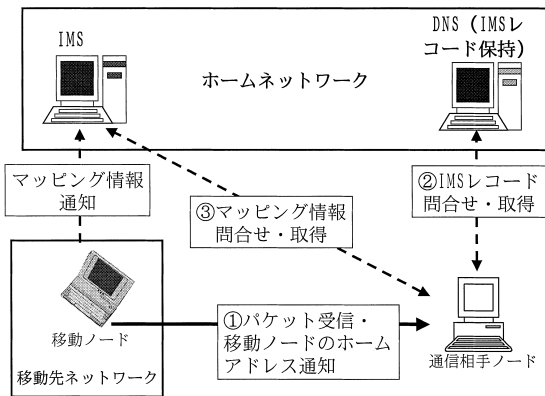 IMS
DNS（IMSレ
コード保持）
ホームネットワーク
マッピング情報
通知
②IMSレコード
問合せ・取得
③マッピング情報
問合せ・取得
①パケット受信・
移動ノードのホーム
アドレス通知
移動ノード
移動先ネットワーク
通信相手ノード